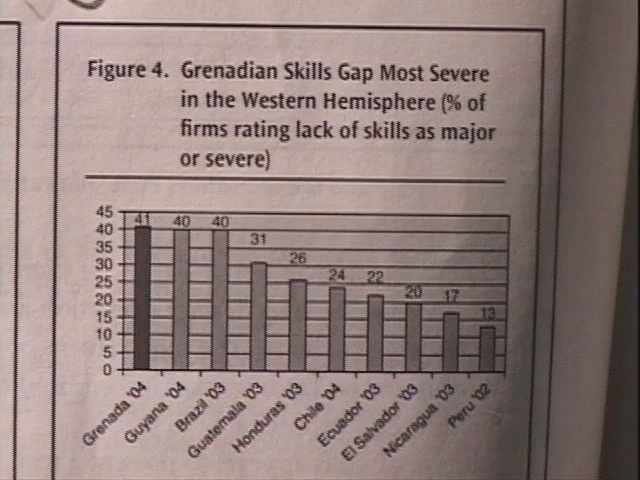 Figure 4. Grenadian Skills Gap Most Severe
in the Western Hemisphere (% of
firms rating lack of skills as major
or severe)
45
40
35
30
25
20
15
10
5
0
41
40
40
31
26
24
22
20
17
13
Grenada '04
Guyana '04
Brazil '03
Guatemala '03
Honduras '03
Chile '04
Ecuador '03
El Salvador '03
Nicaragua '03
Peru '02